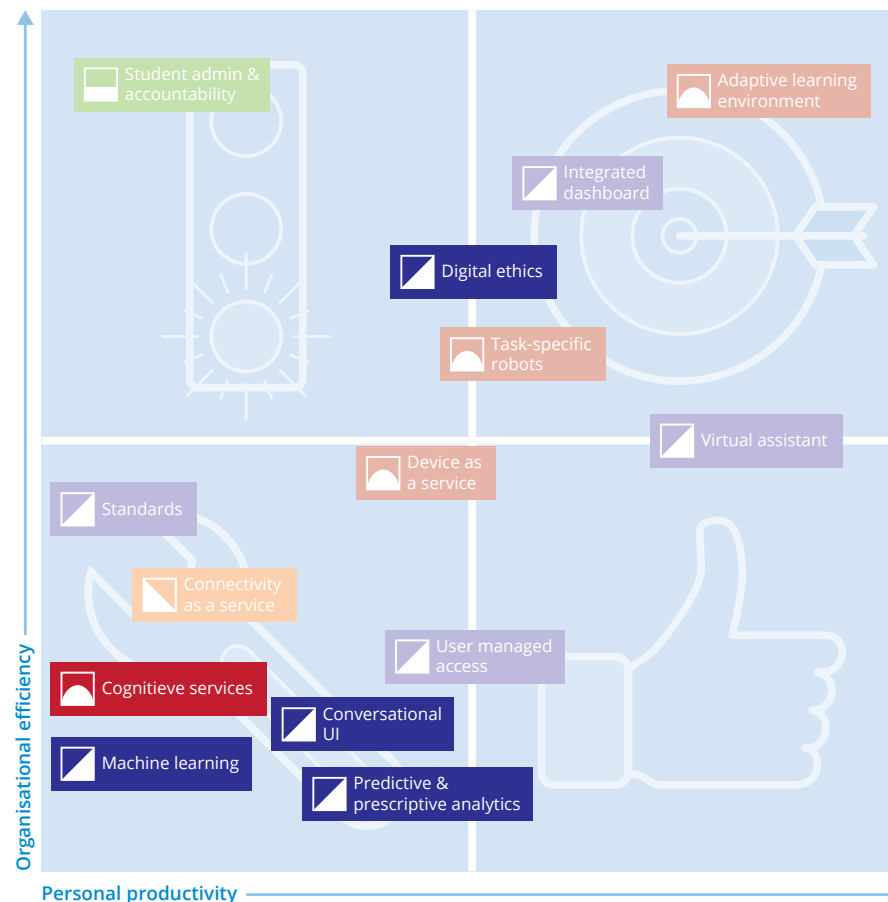 Student admin &
accountability
Adaptive learning
environment
Integrated
dashboard
Digital ethics
Task-specific
robots
Virtual assistant
Device as
a service
Standards
Connectivity
as a service
User managed
access
Cognitieve services
Conversational
UI
Machine learning
Predictive &
prescriptive analytics
Organisational efficiency
Personal productivity